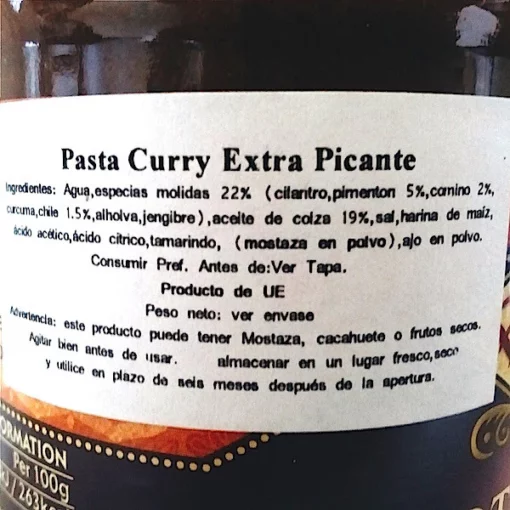 Pasta Curry Extra Picante
Ingredientes: Agua,especias molidas 22% (cilantro,pimenton 5%,comino 2%,
curcuma,chile 1.5%,alholva,jengibre),aceite de colza 19%,sal,harina de maíz,
ácido acético,ácido cítrico,tamarindo, (mostaza en polvo),ajo en polvo.
Consumir Pref. Antes de:Ver Tapa.
Producto de UE
Peso neto: ver envase
Advertencia: este producto puede tener Mostaza, cacahuete o frutos secos.
Agitar bien antes de usar. almacenar en un lugar fresco,seco
y utilice en plazo de seis meses después de la apertura.
ORMATION
Per 100g
/ 263k